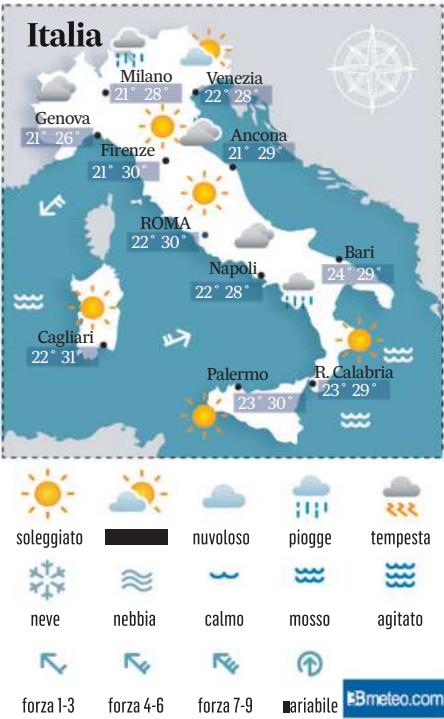 Italia
Milano
21° 28°
Venezia
22° 28°
Genova
21° 26°
Firenze
21° 30°
Ancona
21° 29°
ROMA
22° 30°
Napoli
22° 28°
Bari
24° 29°
Cagliari
22° 31°
Palermo
23° 30°
R. Calabria
23° 29°
soleggiato nuvoloso piogge tempesta
neve nebbia calmo mosso agitato
forza 1-3 forza 4-6 forza 7-9 ariabile
3Bmeteo.com